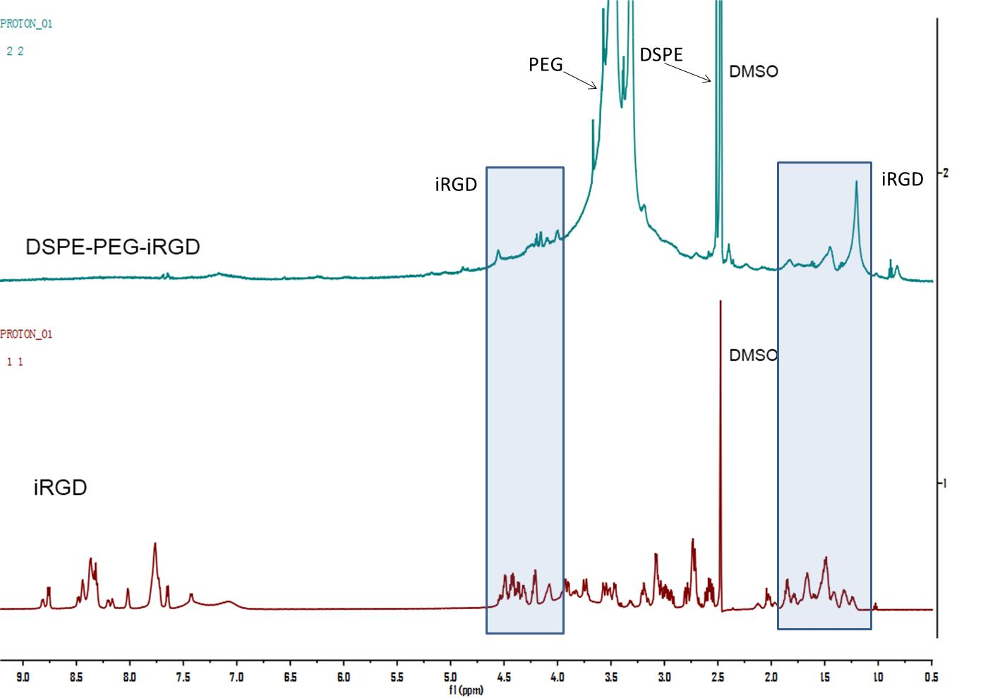 PROTON_01
2 2
PEG
DSPE
DMSO
2
iRGD
iRGD
DSPE-PEG-iRGD
PROTON_01
1 1
DMSO
iRGD
1
9.0 8.5 8.0 7.5 7.0 6.5 6.0 5.5 5.0 4.5 4.0 3.5 3.0 2.5 2.0 1.5 1.0 0.5
f1 (ppm)